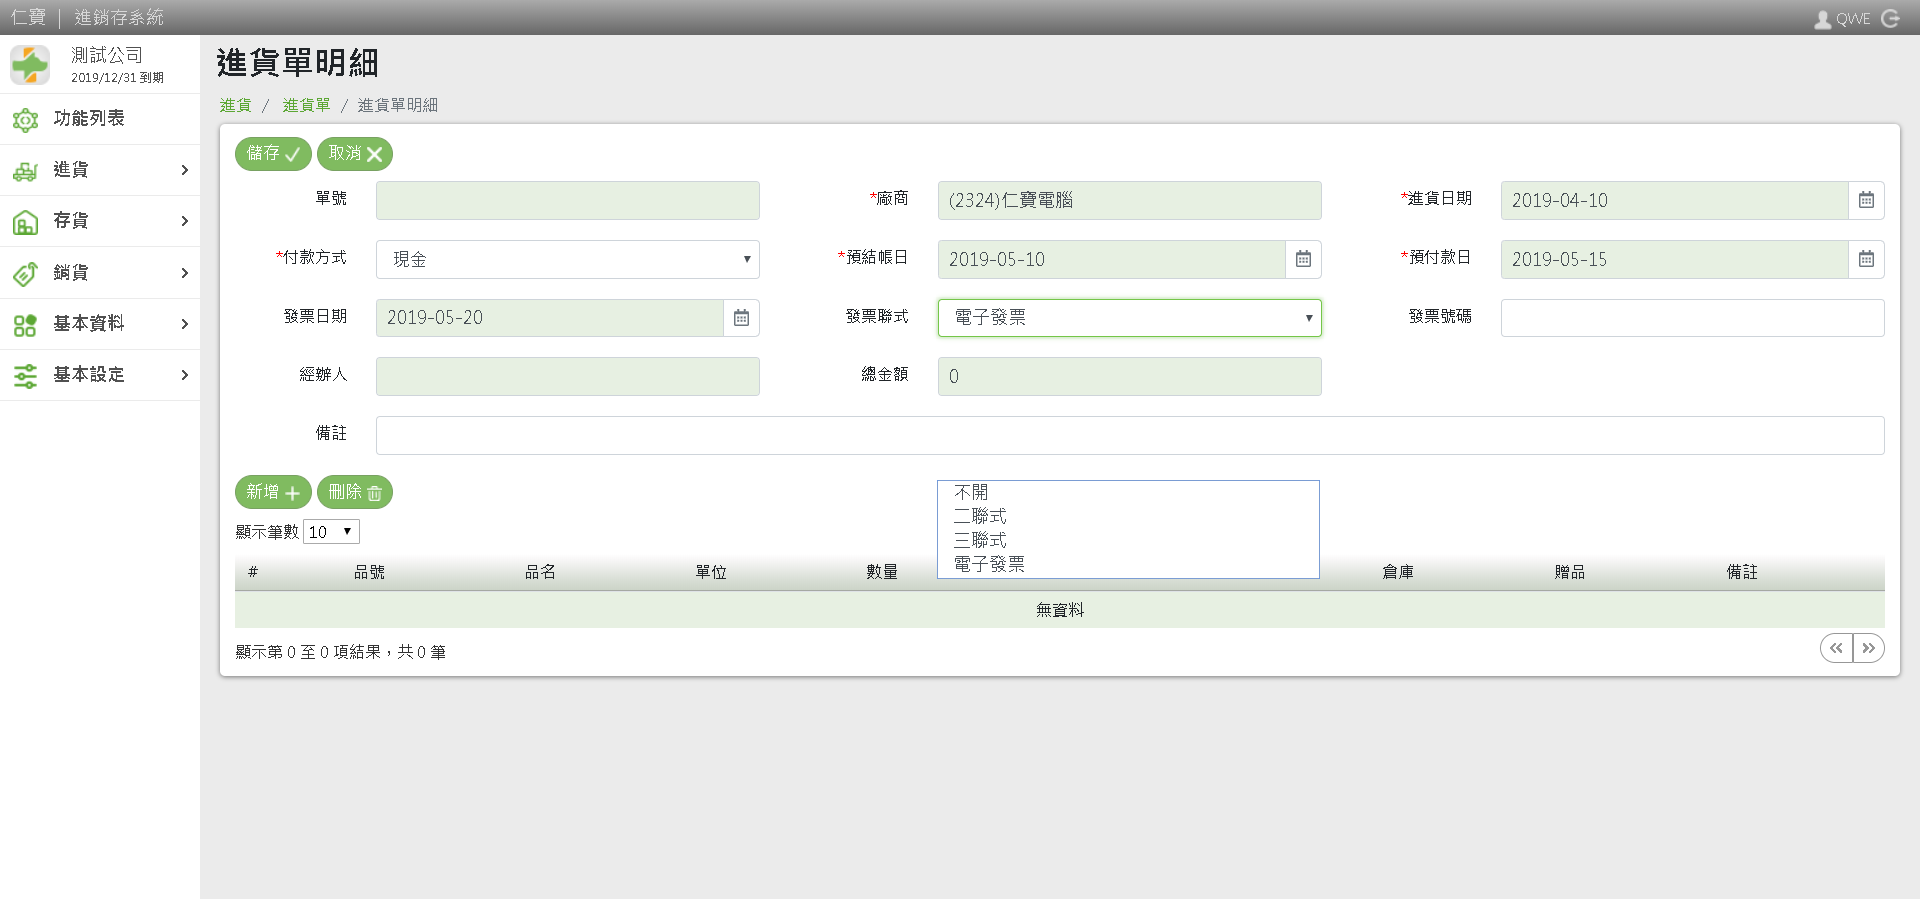 仁寶 | 進銷存系統
QWE
測試公司
2019/12/31 到期
功能列表
進貨
存貨
銷貨
基本資料
基本設定
進貨單明細
進貨 / 進貨單 / 進貨單明細
儲存
取消
單號
*廠商 (2324)仁寶電腦
*進貨日期 2019-04-10
*付款方式 現金
*預結帳日 2019-05-10
*預付款日 2019-05-15
發票日期 2019-05-20
發票聯式 電子發票
發票號碼
經辦人
總金額 0
備註
新增
刪除
不開
二聯式
三聯式
電子發票
顯示筆數 10
# 品號 品名 單位 數量 倉庫 贈品 備註
無資料
顯示第 0 至 0 項結果，共 0 筆